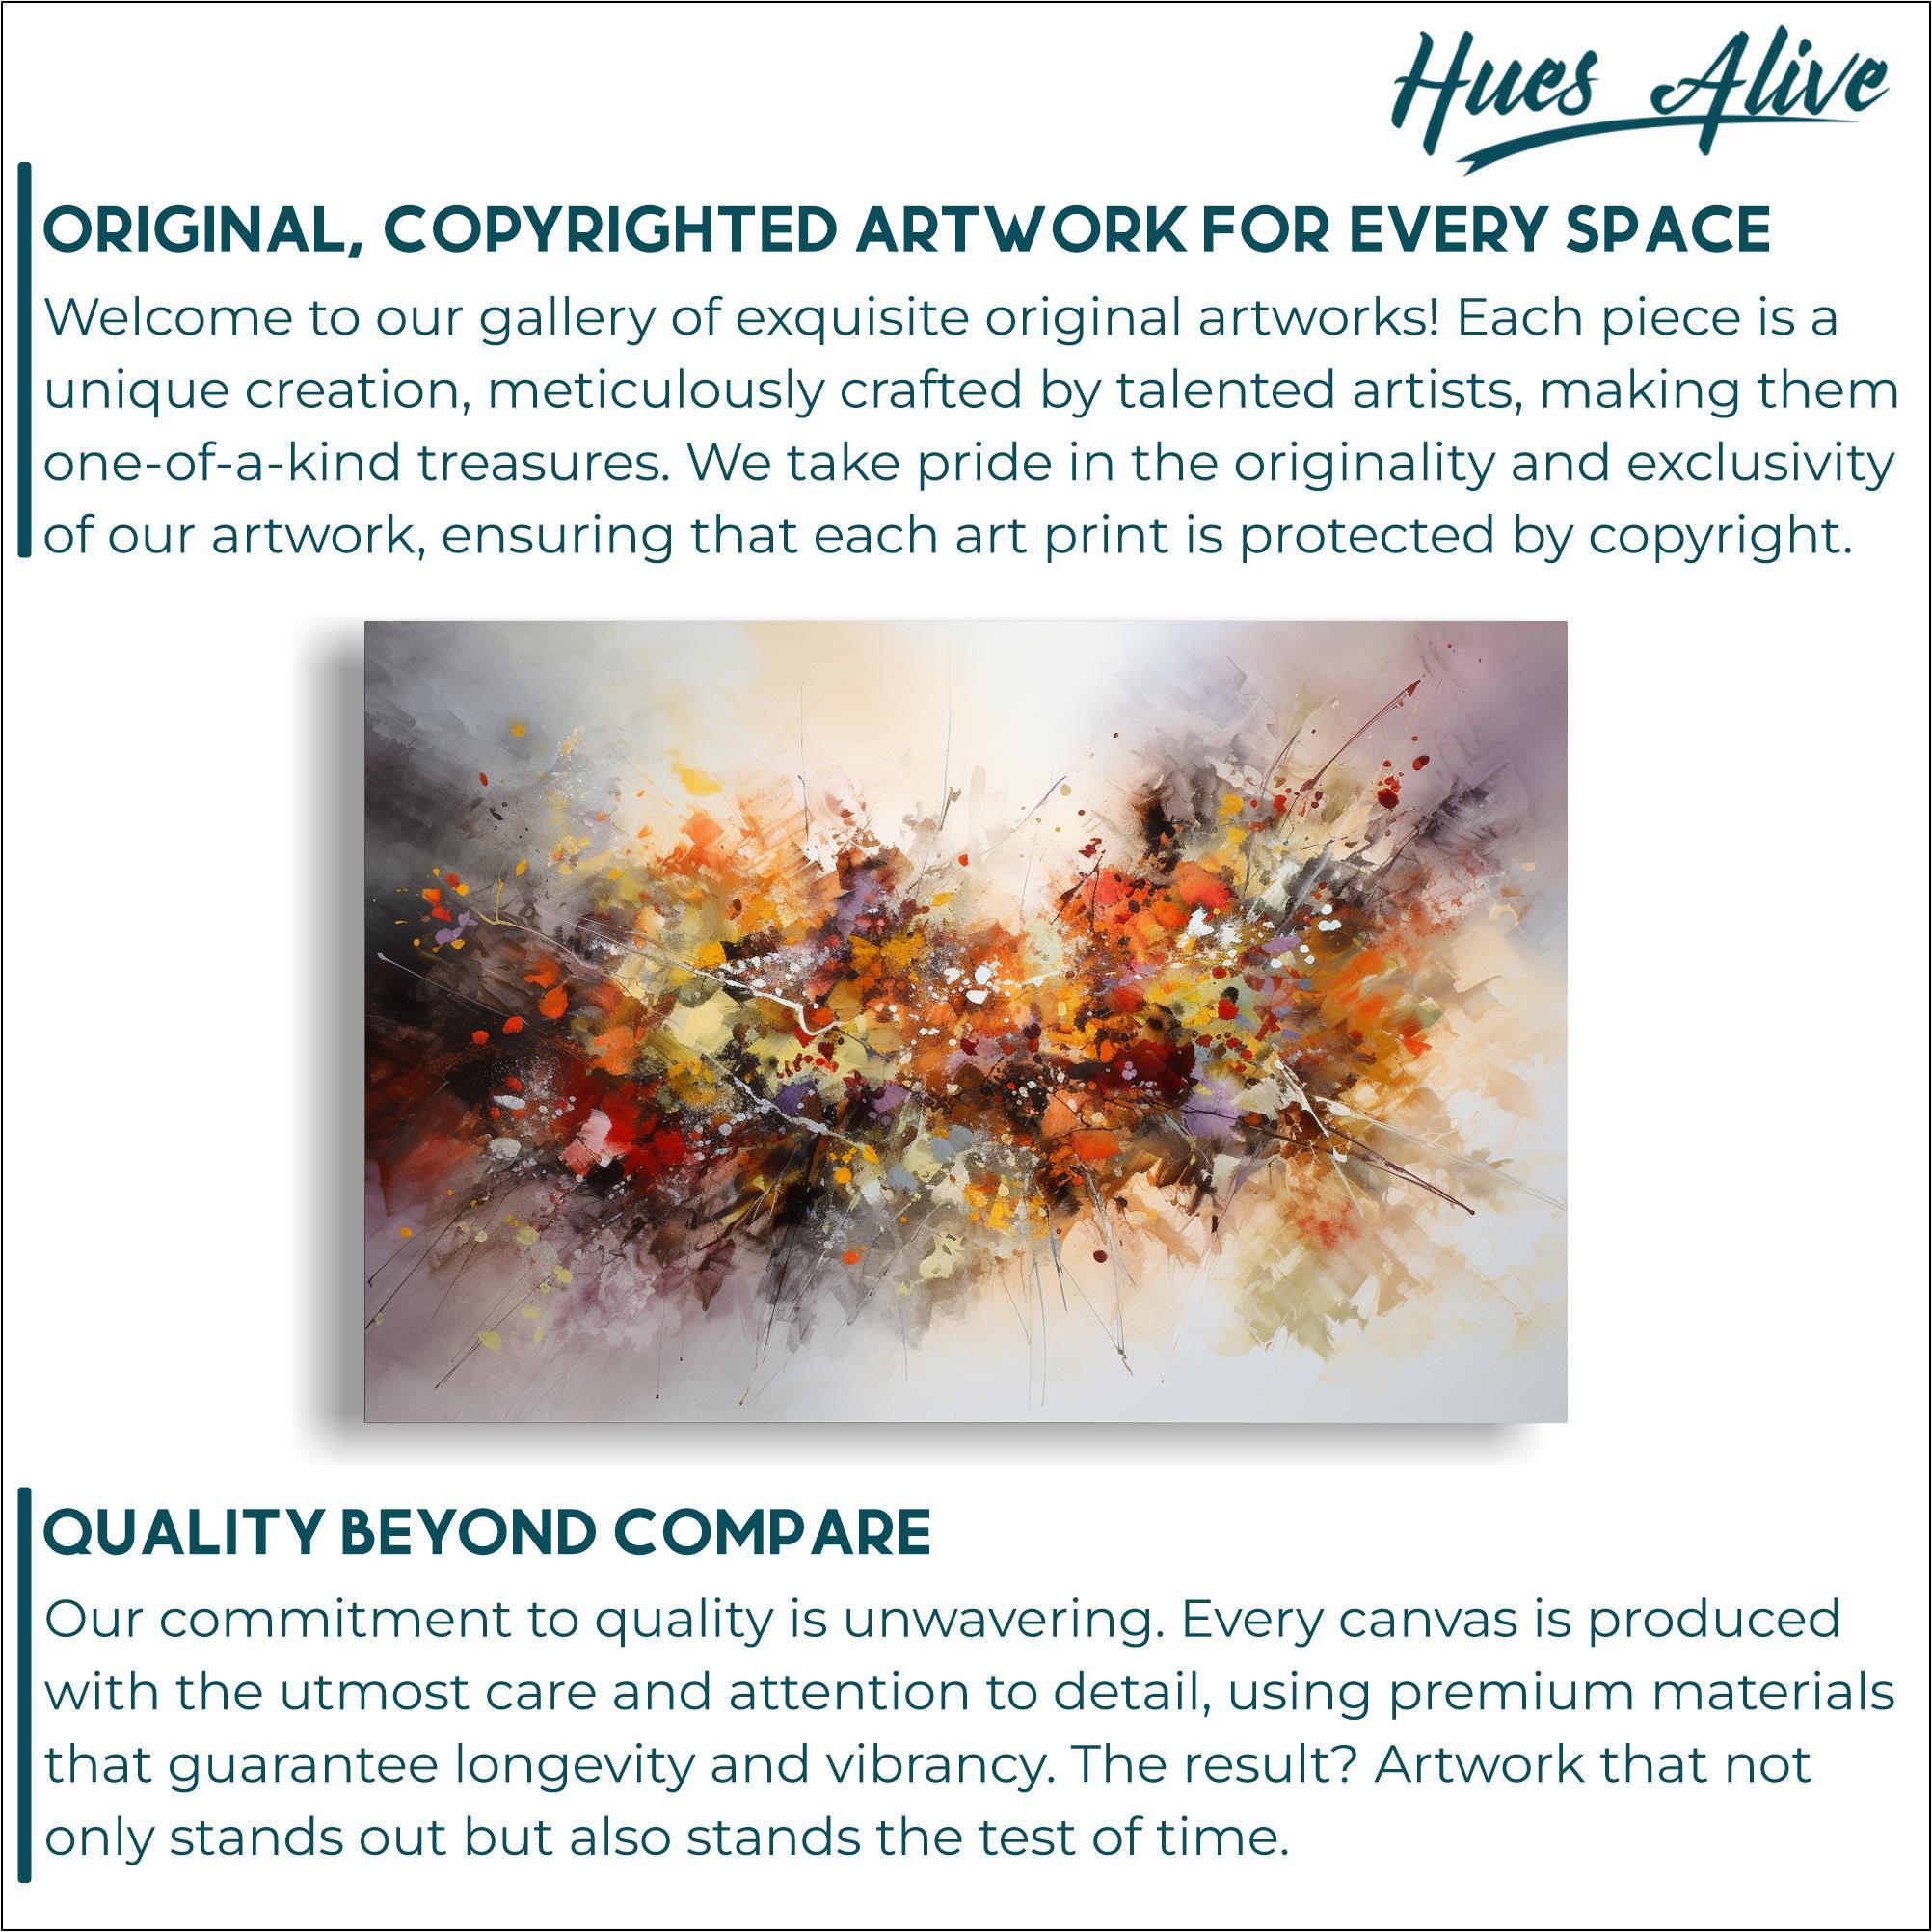 Hues Alive
ORIGINAL, COPYRIGHTED ARTWORK FOR EVERY SPACE
Welcome to our gallery of exquisite original artworks! Each piece is a
unique creation, meticulously crafted by talented artists, making them
one-of-a-kind treasures. We take pride in the originality and exclusivity
of our artwork, ensuring that each art print is protected by copyright.
QUALITY BEYOND COMPARE
Our commitment to quality is unwavering. Every canvas is produced
with the utmost care and attention to detail, using premium materials
that guarantee longevity and vibrancy. The result? Artwork that not
only stands out but also stands the test of time.